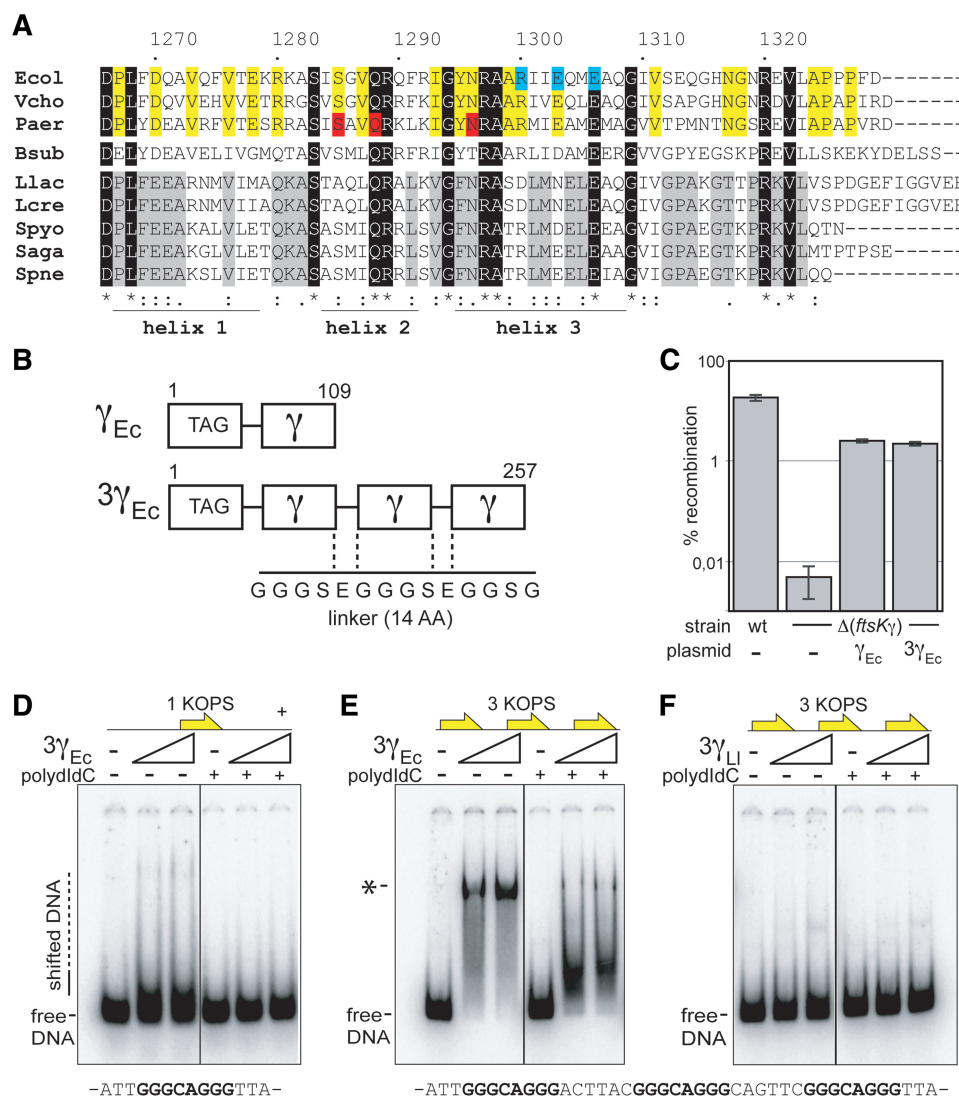 A
1270 1280 1290 1300 1310 1320
Ecol DPLFDQAVQFVTEKRKASISGVQRQFRIGYNRAARIIEQMEAQGIVSEQGHNGNREVLAPPPFD-------
Vcho DPLFDQVVEHVVETRRGSVSGVQRRFKIGYNRAARIVEQLEAQGIVSAPGHNGNRDVLAPAPIRD------
Paer DPLYDEAVRFVTESRRASISAVQRKLKIGYNRAARMIEAMEMAGVVTPMNTNGSREVIAPAPVRD------
Bsub DELYDEAVELIVGMQTASVSMLQRRFRIGYTRAARLIDAMEERGVVGPYEGSKPREVLLSKEKYDELSS--
Llac DPLFEEARNMVIMAQKASTAQLQRALKVGFNRASDLMNELEAQGIVGPAKGTTPRKVLVSPDGEFIGGVEE
Lcre DPLFEEARNMVIIAQKASTAQLQRALKVGFNRASDLMNELEAQGIVGPAKGTTPRKVLVSPDGEFIGGVEE
Spyo DPLFEEAKALVLETQKASASMIQRRLSVGFNRATRLMDELEEAGVIGPAEGTKPRKVLQTN------
Saga DPLFEEAKGLVLETQKASASMIQRRLSVGFNRATRLMEELEAAGVIGPAEGTKPRKVLMTPTPSE-----
Spne DPLFEEAKSLVIETQKASASMIQRRLSVGFNRATRLMEELEIAGVIGPAEGTKPRKVLQQ----------
* * :::. : : : * : : ** : * :: ** : :: : * * :: . : * * :
helix 1 helix 2 helix 3
B
1 109
γEc TAG γ
1 257
3γEc TAG γ γ γ
G G G S E G G G S E G G S G
linker (14 AA)
C
% recombination
100
1
0,01
strain wt Δ(ftsKγ)
plasmid - - γEc 3γEc
D
1 KOPS +
3γEc - -
polydIdC - - - + + +
shifted DNA
free-
DNA
-ATTGGGCAGGGTTA-
E
3 KOPS
3γEc - -
polydIdC - - - + + +
*-
free-
DNA
F
3 KOPS
3γLl - -
polydIdC - - - + + +
free-
DNA
-ATTGGGCAGGGACTTACGGGCAGGGCAGTTCGGGCAGGGTTA-